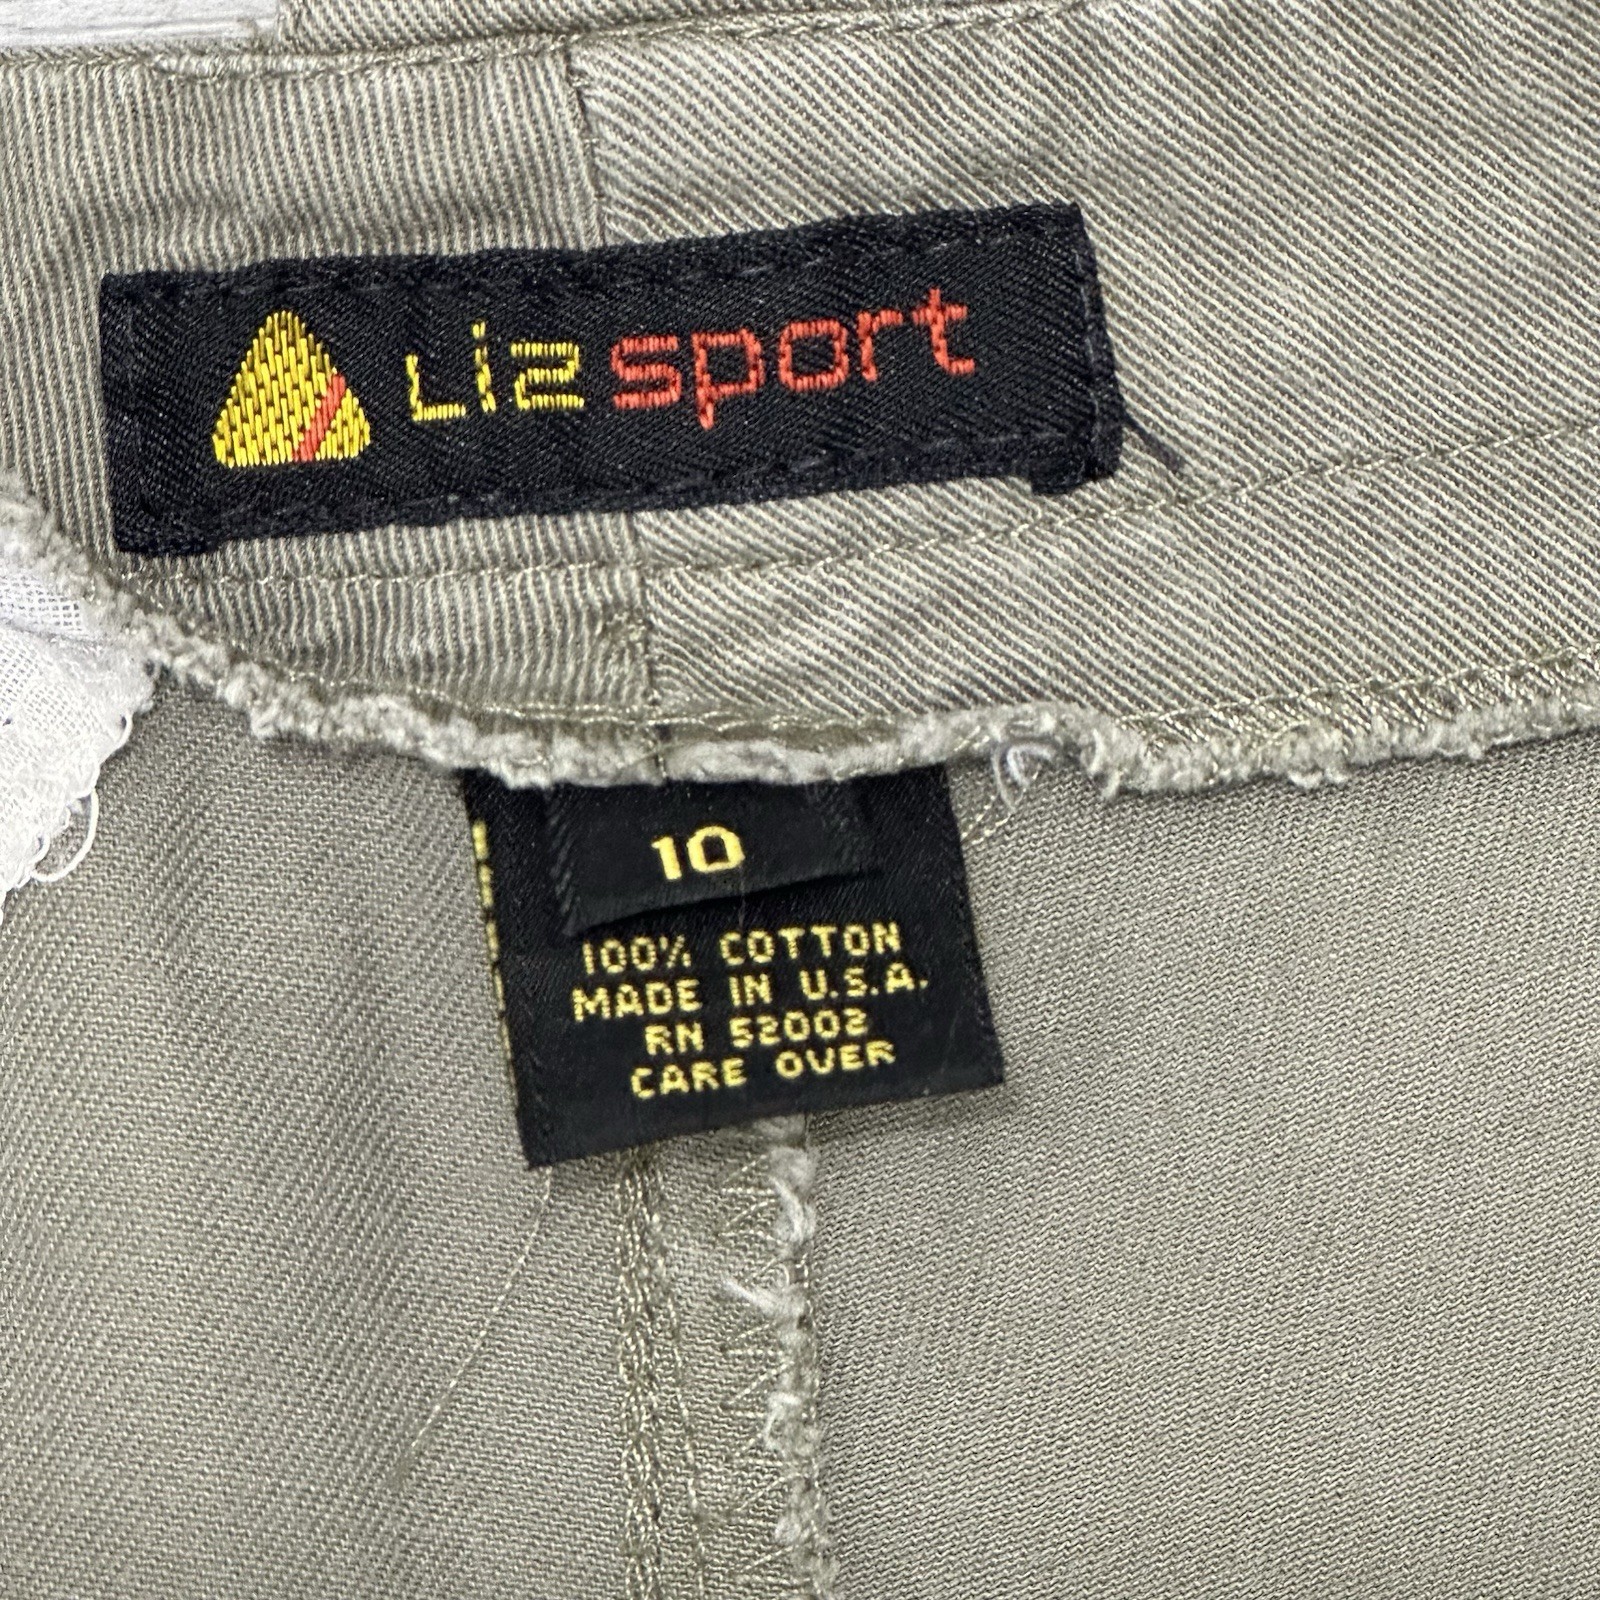 Liz sport
10
100% COTTON
MADE IN U.S.A.
RN 52002
CARE OVER